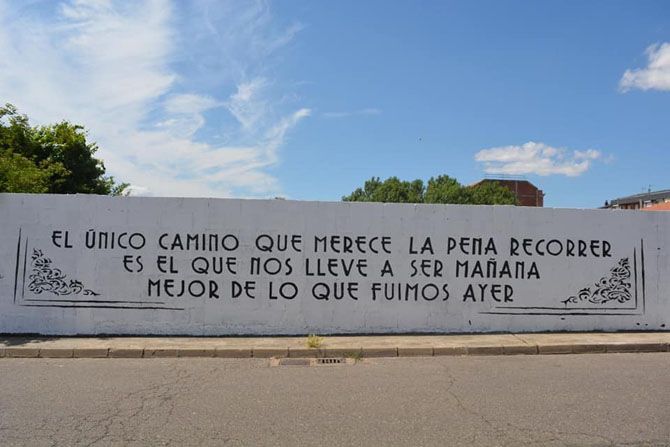 EL ÚNICO CAMINO QUE MERECE LA PENA RECORRER
ES EL QUE NOS LLEVE A SER MAÑANA
MEJOR DE LO QUE FUIMOS AYER